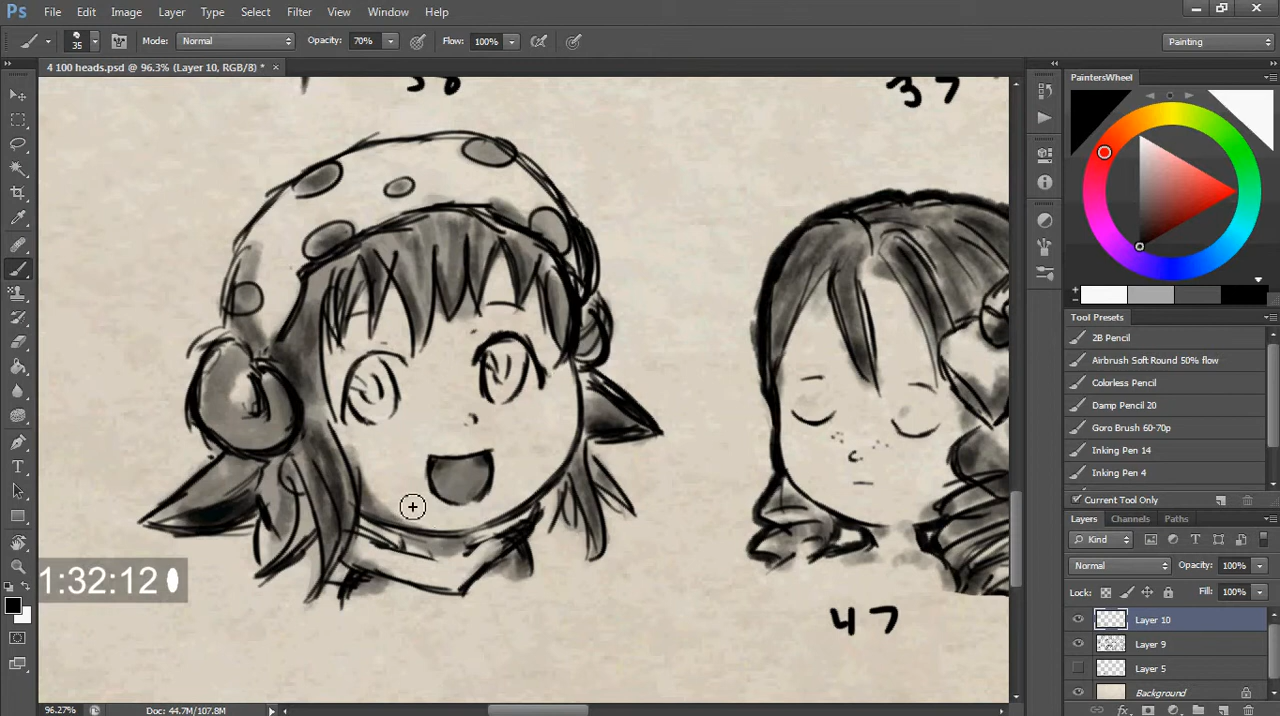 Ps File Edit Image Layer Type Select Filter View Window Help
35 Mode: Normal Opacity: 70% Flow: 100% Painting
4 100 heads.psd @ 96.3% (Layer 10, RGB/8) * ×
PaintersWheel
37
Tool Presets
2B Pencil
Airbrush Soft Round 50% flow
Colorless Pencil
Damp Pencil 20
Goro Brush 60-70p
Inking Pen 14
Inking Pen 4
Current Tool Only
Layers Channels Paths
Kind
Normal Opacity: 100%
Lock: Fill: 100%
Layer 10
Layer 9
Layer 5
Background
1:32:12
47
96.27% Doc: 44.7M/107.8M
fx